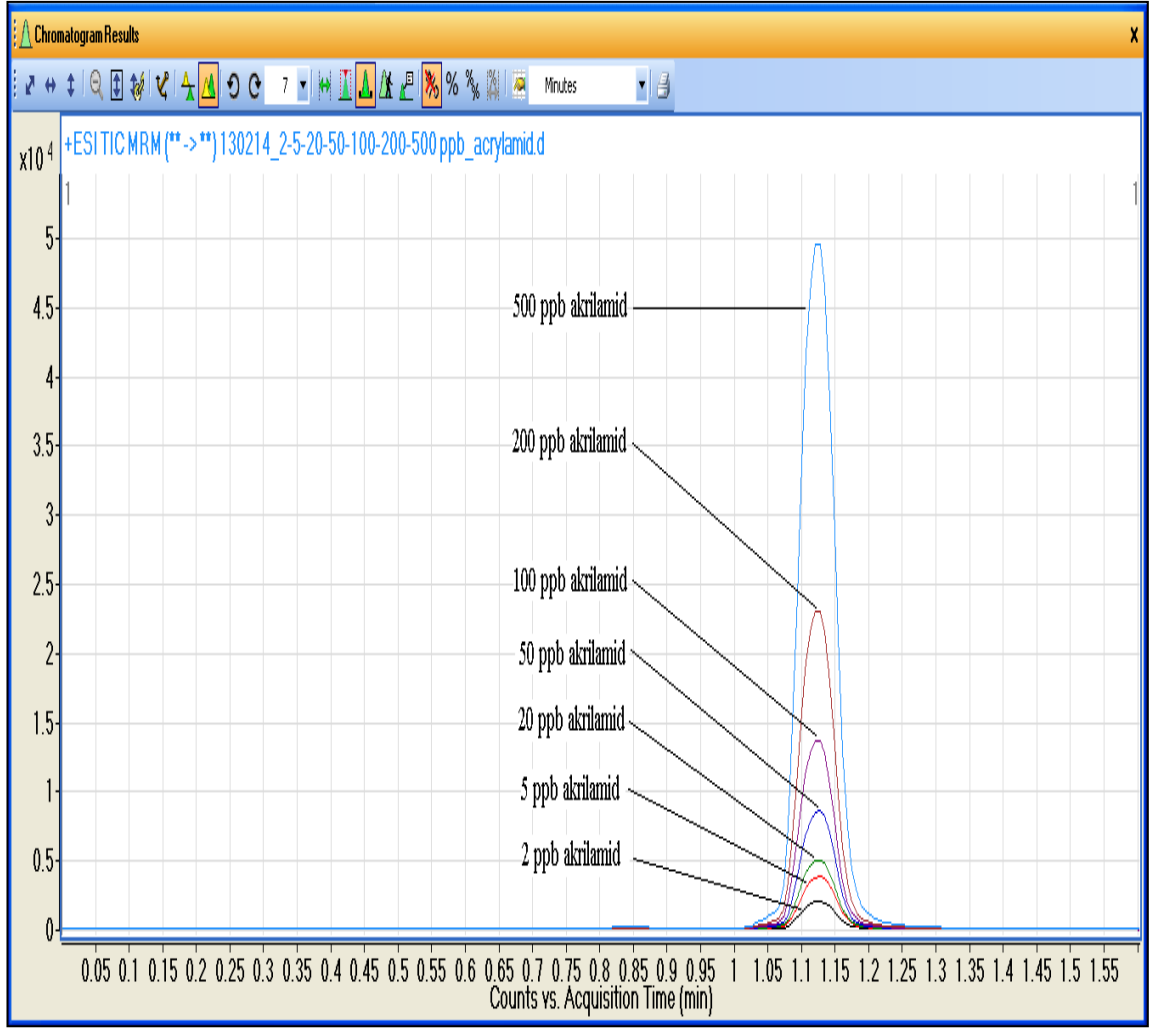 Chromatogram Results
x
7
%
Minutes
+ESI TIC MRM (** -> **) 130214_2-5-20-50-100-200-500 ppb_acrylamid.d
x10 4
1
1
5
4.5
4
3.5
3
2.5
2
1.5
1
0.5
0
500 ppb akrilamid
200 ppb akrilamid
100 ppb akrilamid
50 ppb akrilamid
20 ppb akrilamid
5 ppb akrilamid
2 ppb akrilamid
0.05 0.1 0.15 0.2 0.25 0.3 0.35 0.4 0.45 0.5 0.55 0.6 0.65 0.7 0.75 0.8 0.85 0.9 0.95 1 1.05 1.1 1.15 1.2 1.25 1.3 1.35 1.4 1.45 1.5 1.55
Counts vs. Acquisition Time (min)